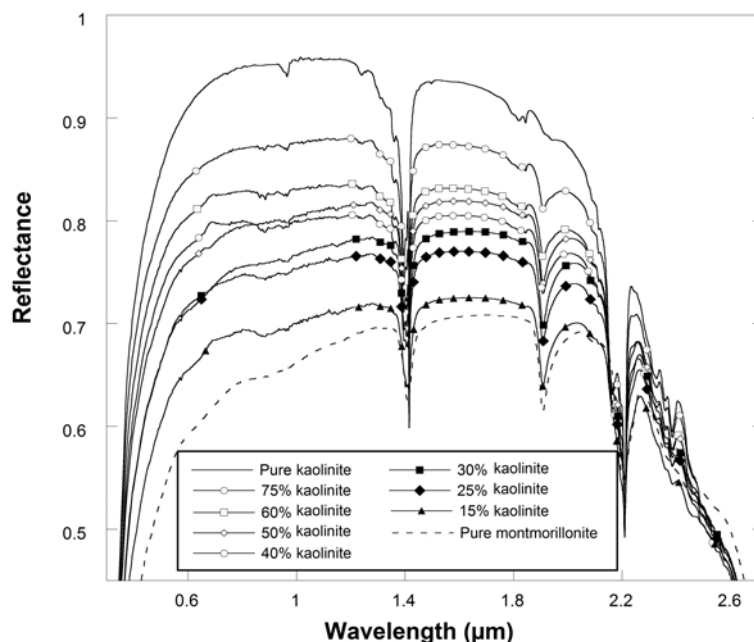 1
0.9
0.8
0.7
0.6
0.5
Reflectance
Pure kaolinite
75% kaolinite
60% kaolinite
50% kaolinite
40% kaolinite
30% kaolinite
25% kaolinite
15% kaolinite
Pure montmorillonite
0.6 1 1.4 1.8 2.2 2.6
Wavelength (µm)